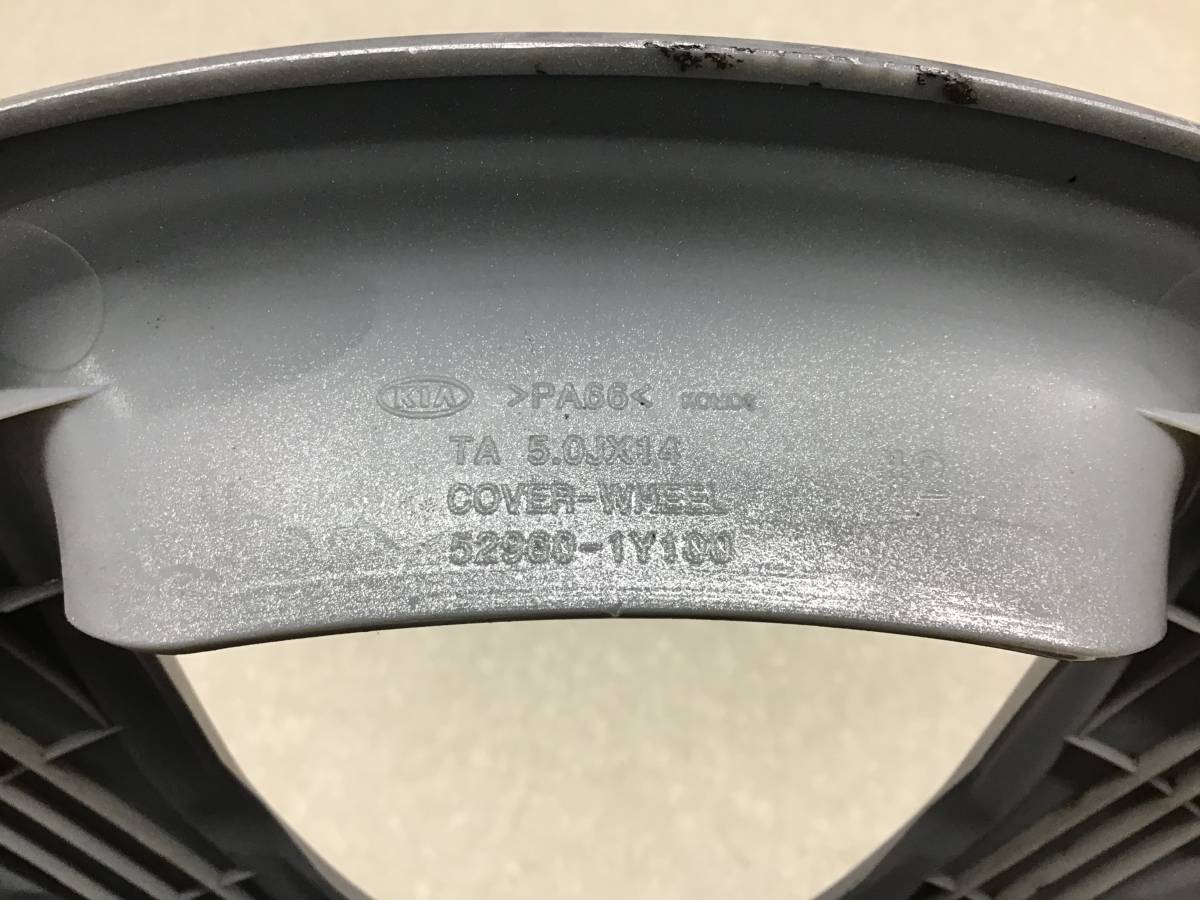 KIA >PA66<
TA 5.0JX14
COVER-WHEEL
52960-1Y100